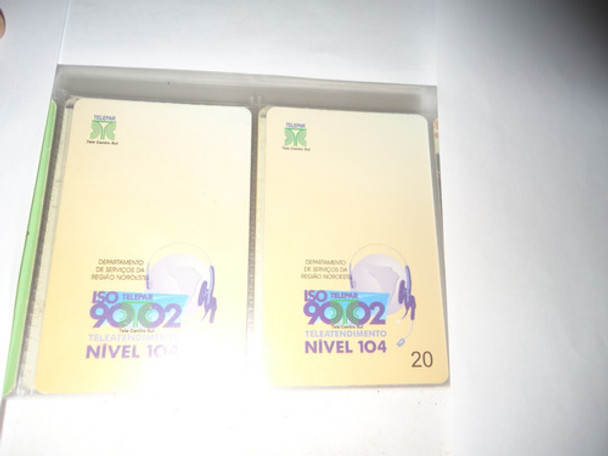 TELEPAR
Tele Centro Sul
DEPARTAMENTO
DE SERVIÇOS DA
REGIÃO NOROESTE
ISO TELEPAR
9002
Tele Centro Sul
TELEATENDIMENTO
NÍVEL 104
TELEPAR
Tele Centro Sul
DEPARTAMENTO
DE SERVIÇOS DA
REGIÃO NOROESTE
ISO TELEPAR
9002
Tele Centro Sul
TELEATENDIMENTO
NÍVEL 104
20